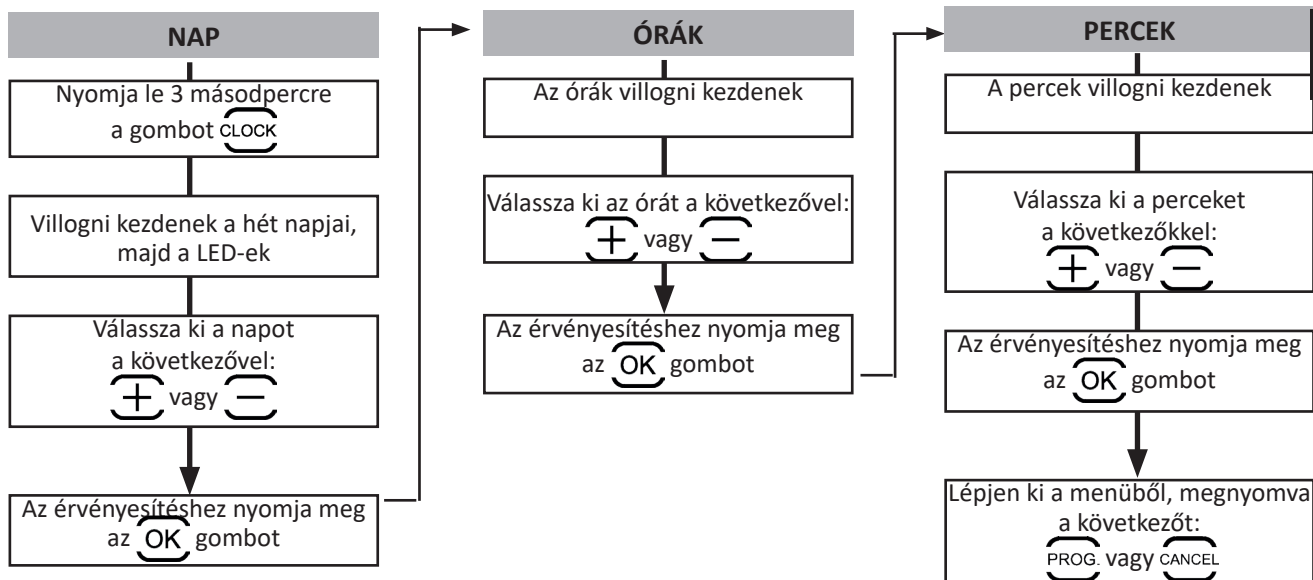 NAP
Nyomja le 3 másodpercre
a gombot CLOCK
Villogni kezdenek a hét napjai,
majd a LED-ek
Válassza ki a napot
a következővel:
+ vagy −
Az érvényesítéshez nyomja meg
az OK gombot
ÓRÁK
Az órák villogni kezdenek
Válassza ki az órát a következővel:
+ vagy −
Az érvényesítéshez nyomja meg
az OK gombot
PERCEK
A percek villogni kezdenek
Válassza ki a perceket
a következőkkel:
+ vagy −
Az érvényesítéshez nyomja meg
az OK gombot
Lépjen ki a menüből, megnyomva
a következőt:
PROG. vagy CANCEL